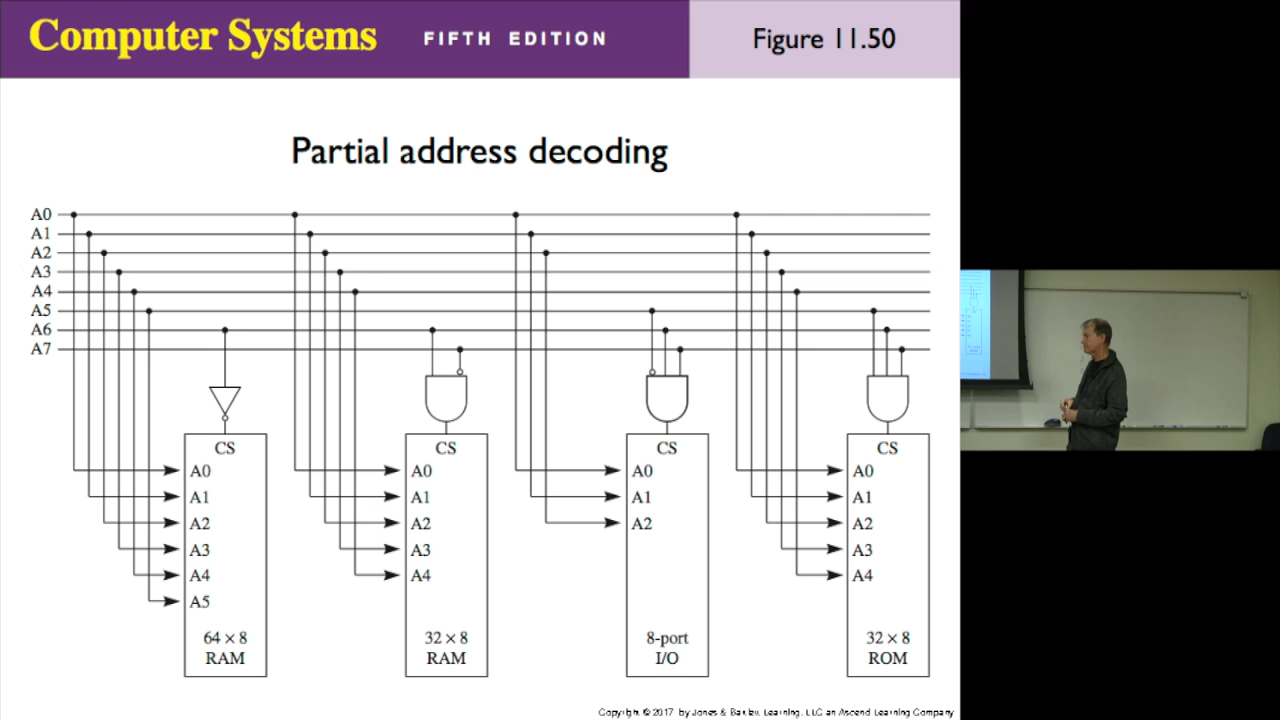 Computer Systems FIFTH EDITION Figure 11.50
Partial address decoding
A0
A1
A2
A3
A4
A5
A6
A7
CS CS CS CS
A0 A0 A0 A0
A1 A1 A1 A1
A2 A2 A2 A2
A3 A3 A3
A4 A4 A4
A5
64 × 8 32 × 8 8-port 32 × 8
RAM RAM I/O ROM
Copyright © 2017 by Jones & Bartlett Learning, LLC an Ascend Learning Company